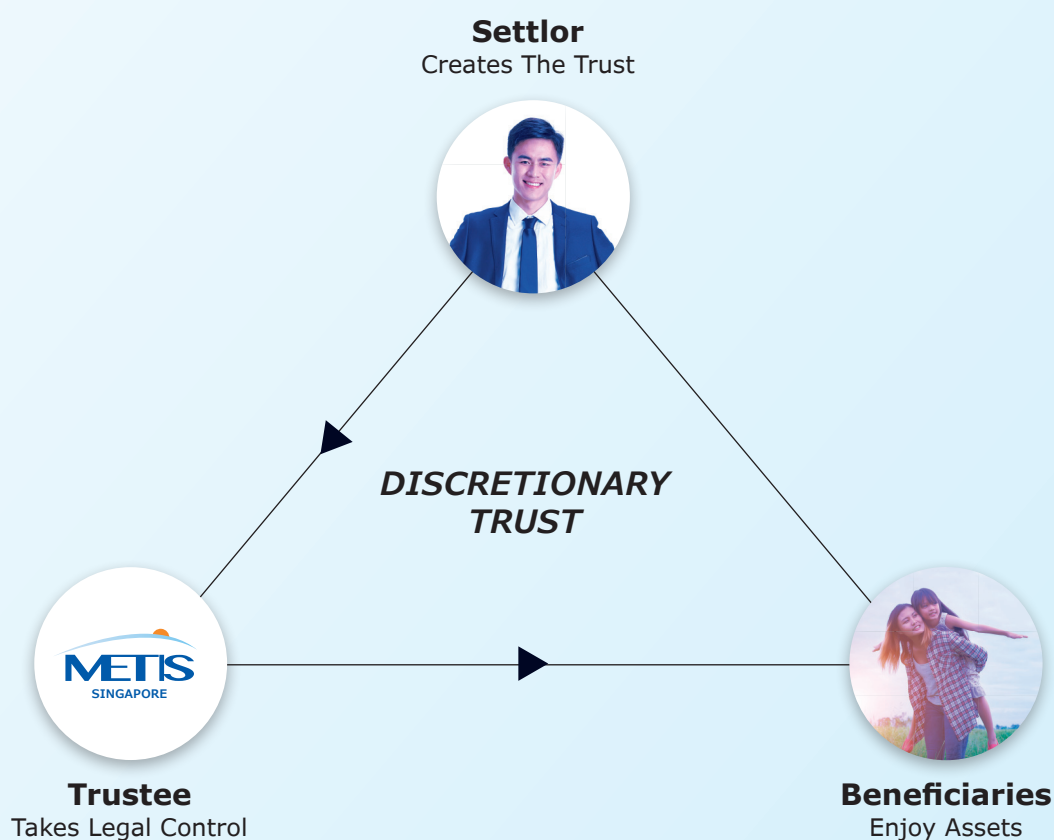 Settlor
Creates The Trust
DISCRETIONARY
TRUST
METIS
SINGAPORE
Trustee
Takes Legal Control
Beneficiaries
Enjoy Assets